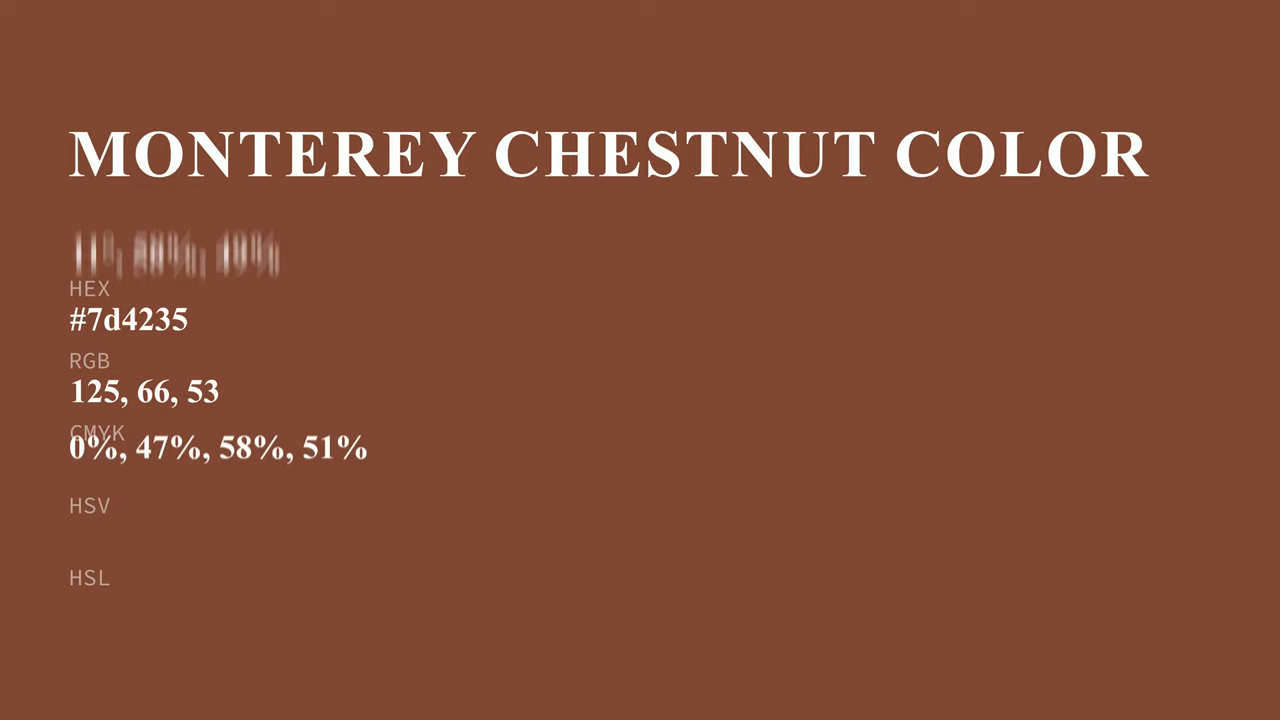 MONTEREY CHESTNUT COLOR
HEX
#7d4235
RGB
125, 66, 53
CMYK
0%, 47%, 58%, 51%
HSV
HSL